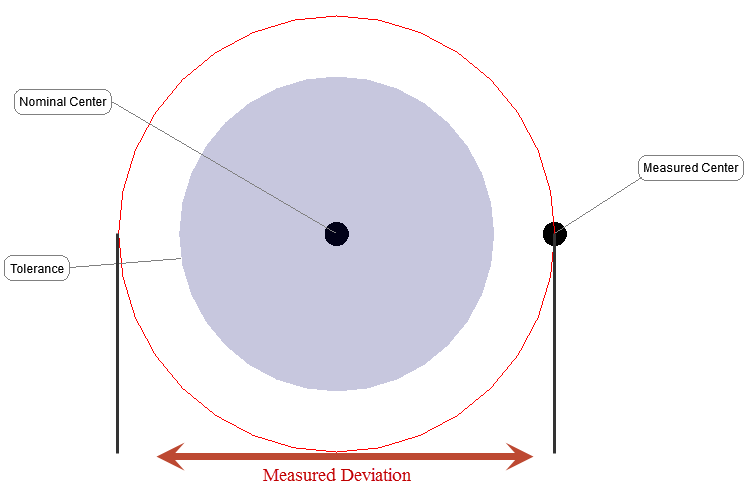 Nominal Center
Measured Center
Tolerance
Measured Deviation